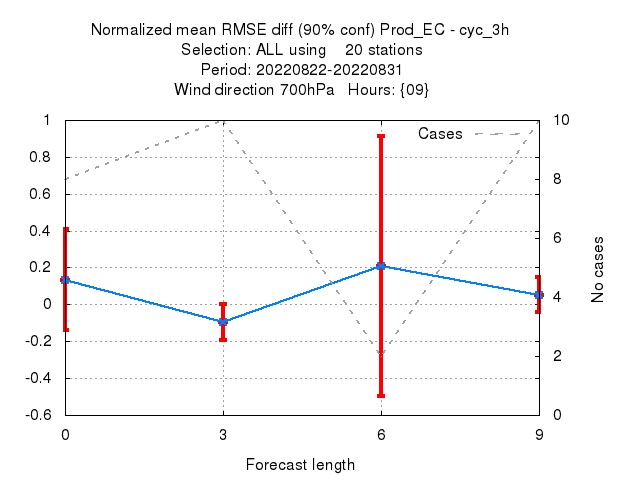 Normalized mean RMSE diff (90% conf) Prod_EC - cyc_3h
Selection: ALL using    20 stations
Period: 20220822-20220831
Wind direction 700hPa   Hours: {09}
Cases
1
0.8
0.6
0.4
0.2
0
-0.2
-0.4
-0.6
10
8
6
4
2
0
No cases
0 3 6 9
Forecast length